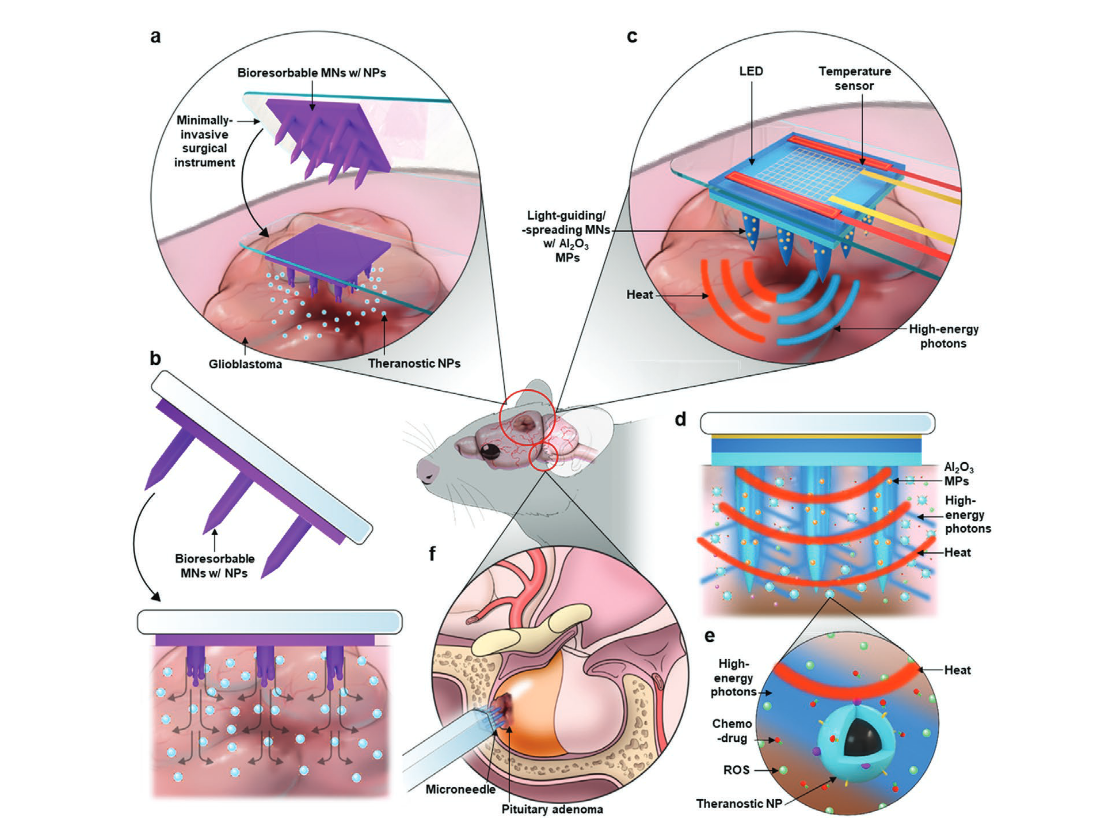 a
Bioresorbable MNs w/ NPs
Minimally-
invasive
surgical
instrument
Glioblastoma
Theranostic NPs
b
Bioresorbable
MNs w/ NPs
c
LED
Temperature
sensor
Light-guiding/
-spreading MNs
w/ Al₂O₃
MPs
Heat
High-energy
photons
d
Al₂O₃
MPs
High-
energy
photons
Heat
e
High-
energy
photons
Heat
Chemo
-drug
ROS
Theranostic NP
f
Microneedle
Pituitary adenoma